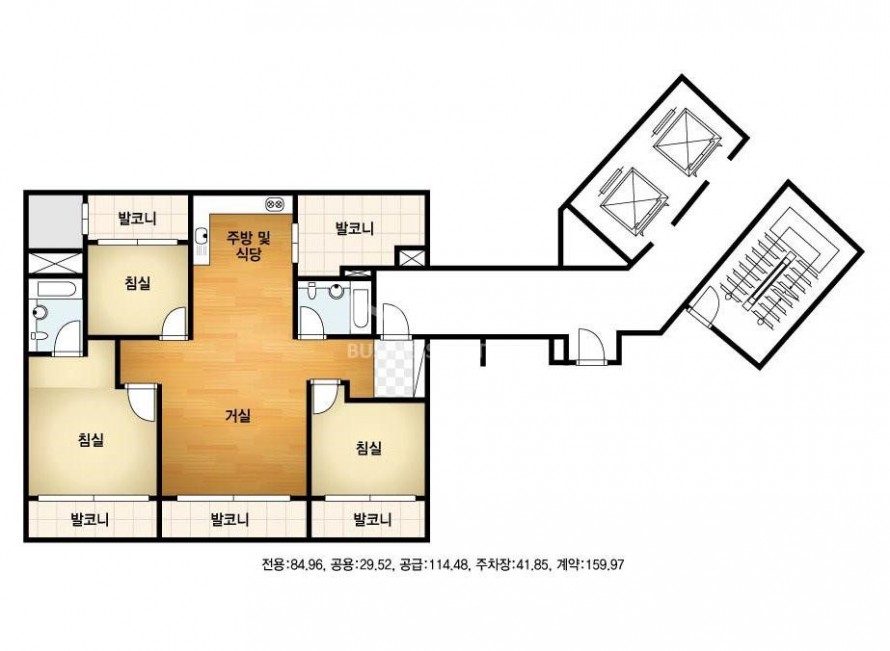 발코니
주방 및
식당
발코니
침실
거실
침실
침실
발코니
발코니
발코니
전용:84.96, 공용:29.52, 공급:114.48, 주차장:41.85, 계약:159.97